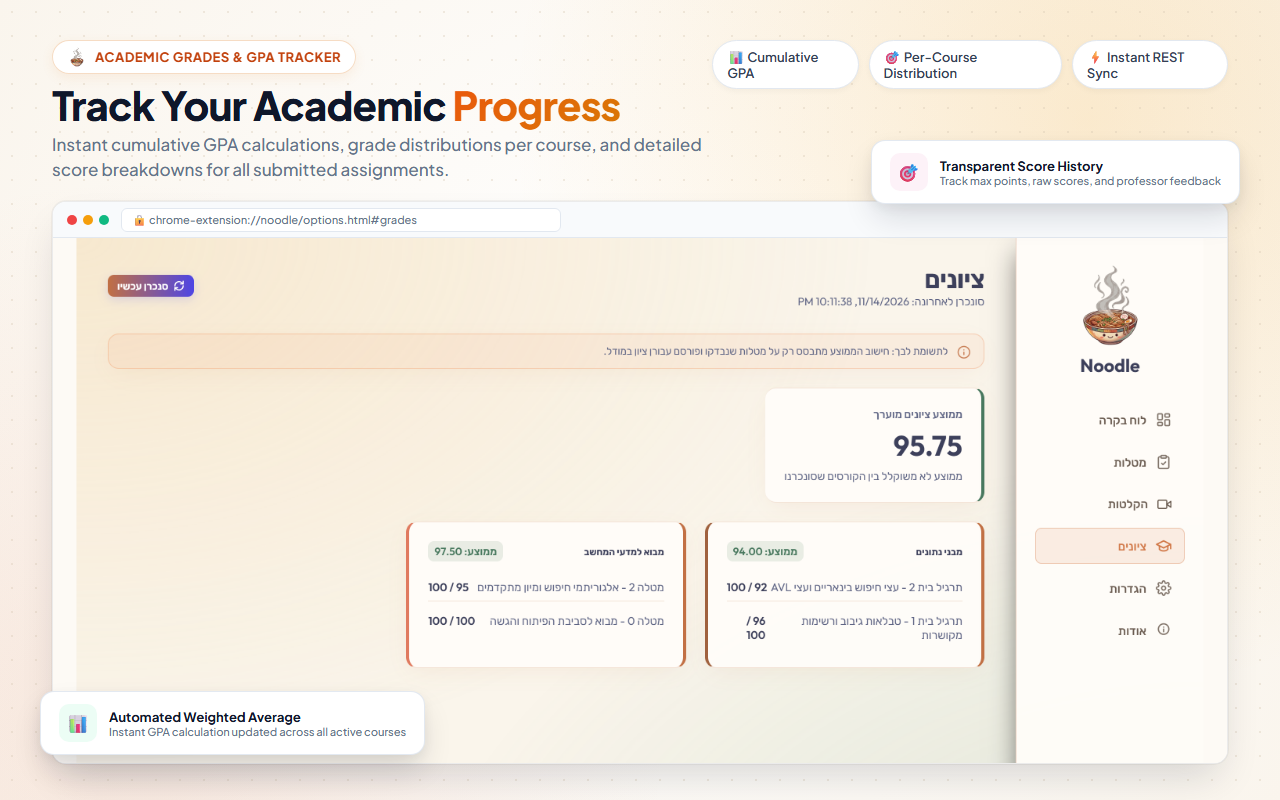 ACADEMIC GRADES & GPA TRACKER
Track Your Academic Progress
Instant cumulative GPA calculations, grade distributions per course, and detailed
score breakdowns for all submitted assignments.
Cumulative
GPA
Per-Course
Distribution
Instant REST
Sync
Transparent Score History
Track max points, raw scores, and professor feedback
chrome-extension://noodle/options.html#grades
Noodle
לוח בקרה
מטלות
הקלטות
ציונים
הגדרות
אודות
ציונים
סונכרן לאחרונה: 11/14/2026, 10:11:38 PM
סנכרן עכשיו
לתשומת לבך: חישוב הממוצע מתבסס רק על מטלות שנבדקו ופורסם עבורן ציון במודל.
ממוצע ציונים מוערך
95.75
ממוצע לא משוקלל בין הקורסים שסונכרנו
מבני נתונים
ממוצע: 94.00
תרגיל בית 2 - עצי חיפוש בינאריים ועצי AVL
92 / 100
תרגיל בית 1 - טבלאות גיבוב ורשימות
מקושרות
96 /
100
מבוא למדעי המחשב
ממוצע: 97.50
מטלה 2 - אלגוריתמי חיפוש ומיון מתקדמים
95 / 100
מטלה 0 - מבוא לסביבת הפיתוח והגשה
100 / 100
Automated Weighted Average
Instant GPA calculation updated across all active courses